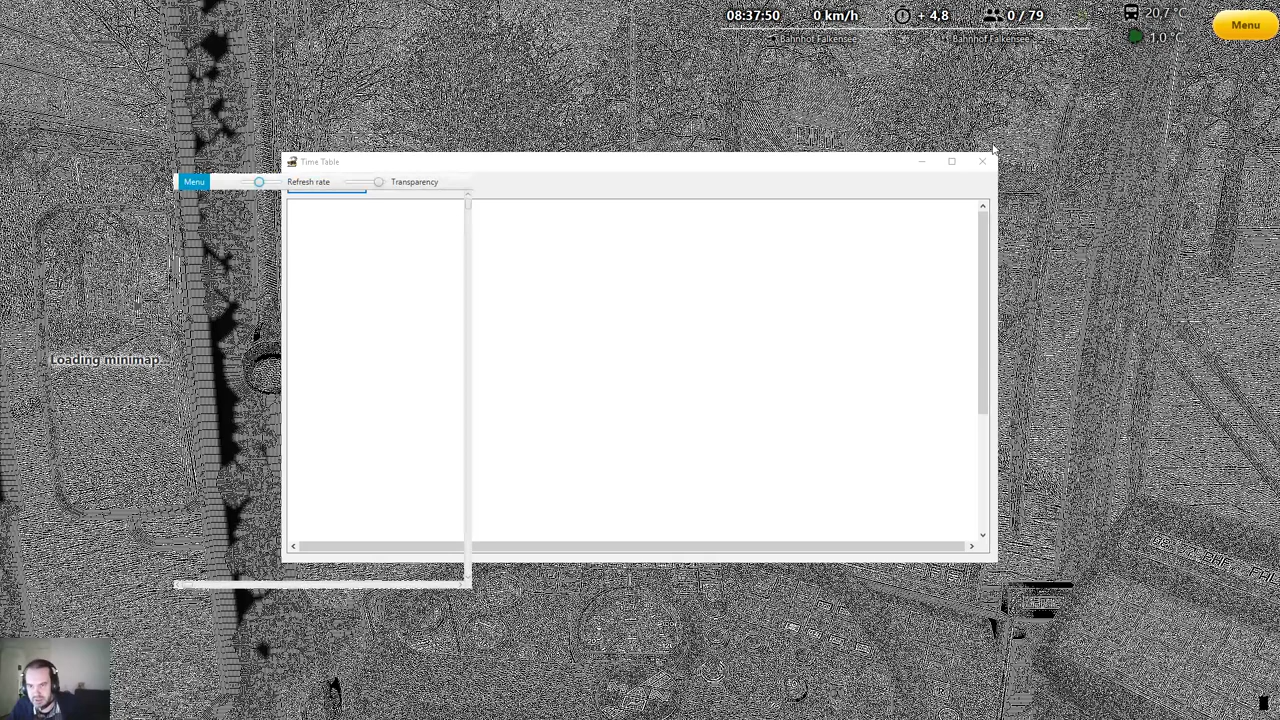 08:37:50 0 km/h + 4,8 0 / 79 20,7 °C
Menu
Bahnhof Falkensee Bahnhof Falkensee 1,0 °C
Time Table
Menu Refresh rate Transparency
Loading minimap